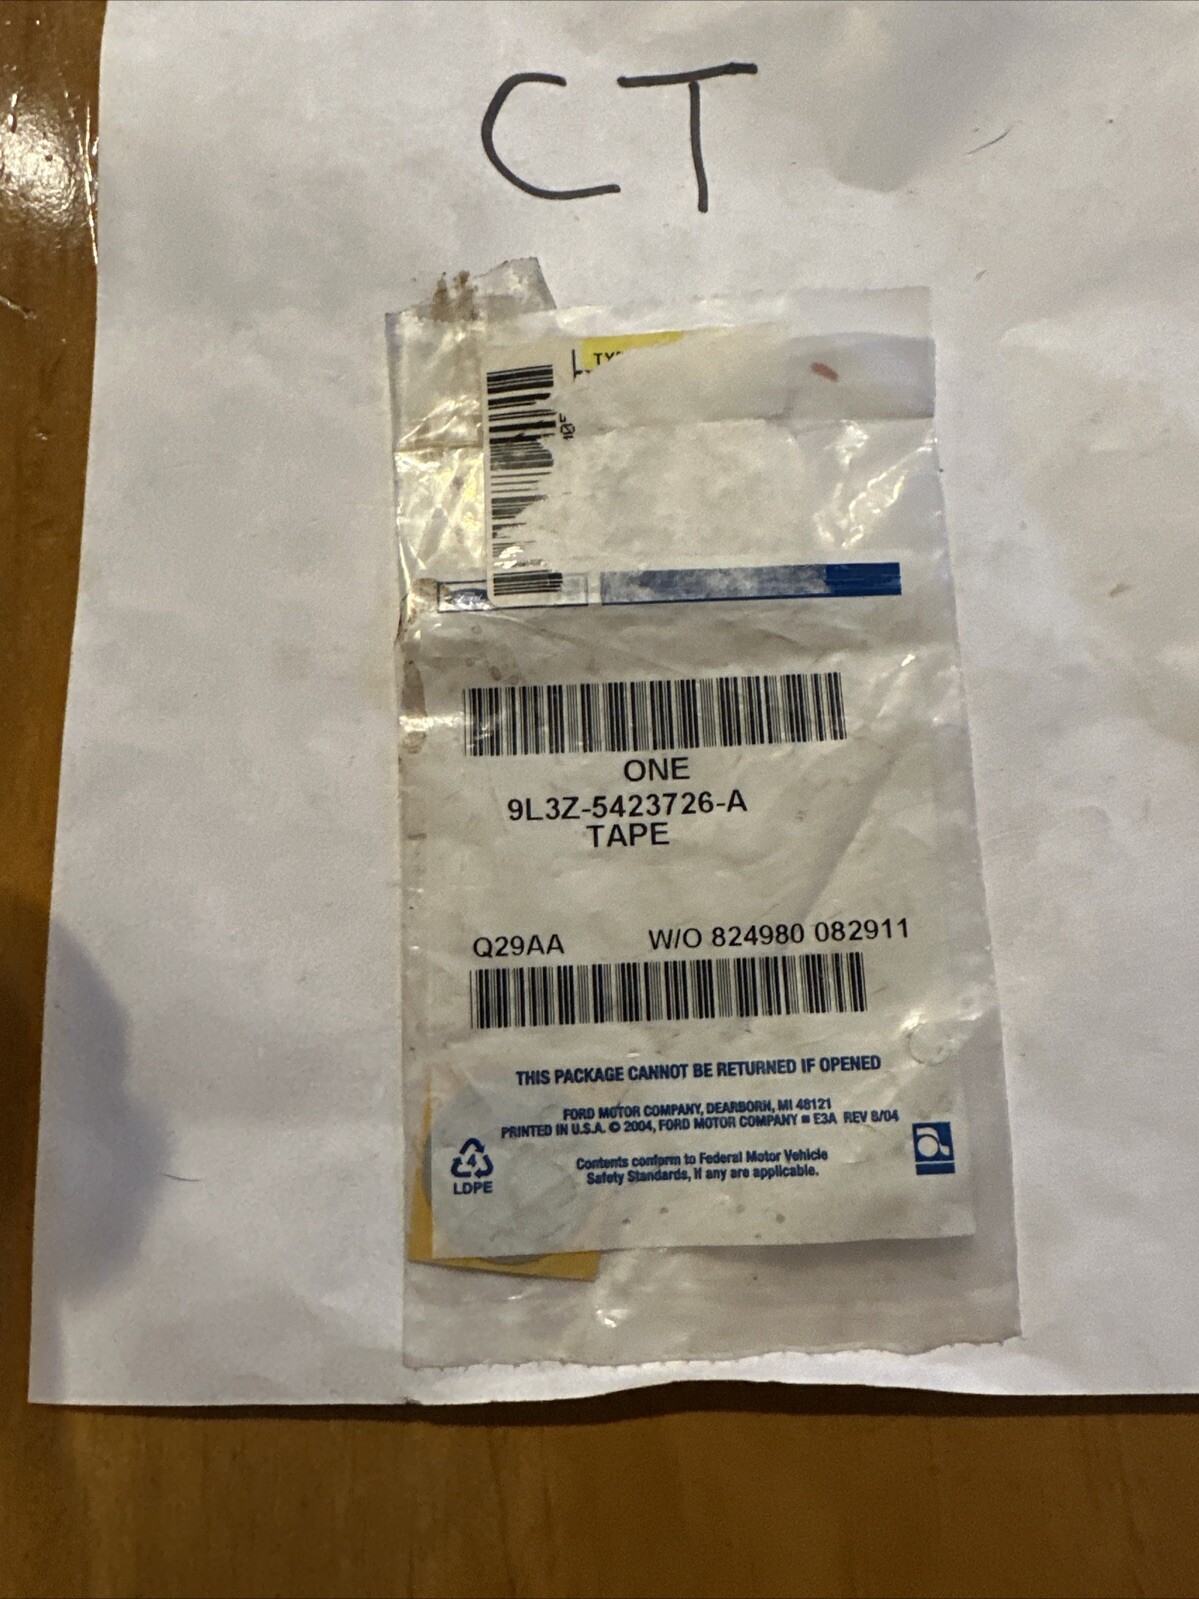 CT
ONE
9L3Z-5423726-A
TAPE
Q29AA W/O 824980 082911
THIS PACKAGE CANNOT BE RETURNED IF OPENED
FORD MOTOR COMPANY, DEARBORN, MI 48121
PRINTED IN U.S.A. © 2004, FORD MOTOR COMPANY ■ E3A REV 8/04
4
LDPE
Contents conform to Federal Motor Vehicle
Safety Standards, if any are applicable.